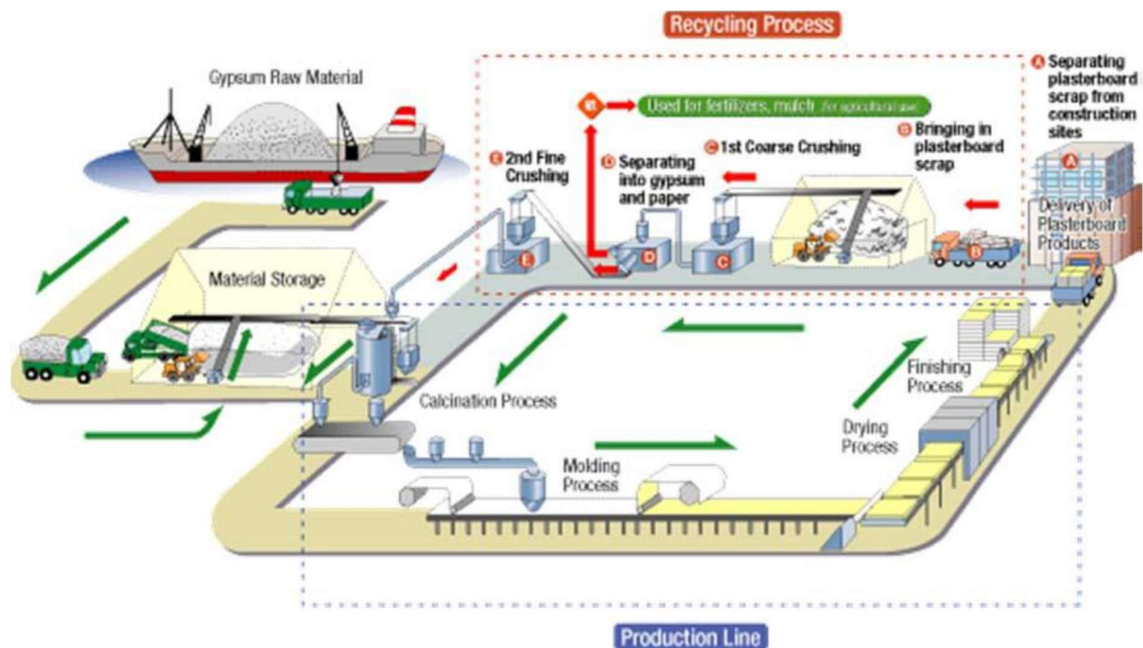 Recycling Process
Gypsum Raw Material
A Separating
plasterboard
scrap from
construction
sites
Used for fertilizers, mulch (for agricultural use)
B Bringing in
plasterboard
scrap
C 1st Coarse Crushing
D Separating
into gypsum
and paper
E 2nd Fine
Crushing
A
Delivery of
Plasterboard
Products
B
C
D
E
Material Storage
Calcination Process
Finishing
Process
Drying
Process
Molding
Process
Production Line